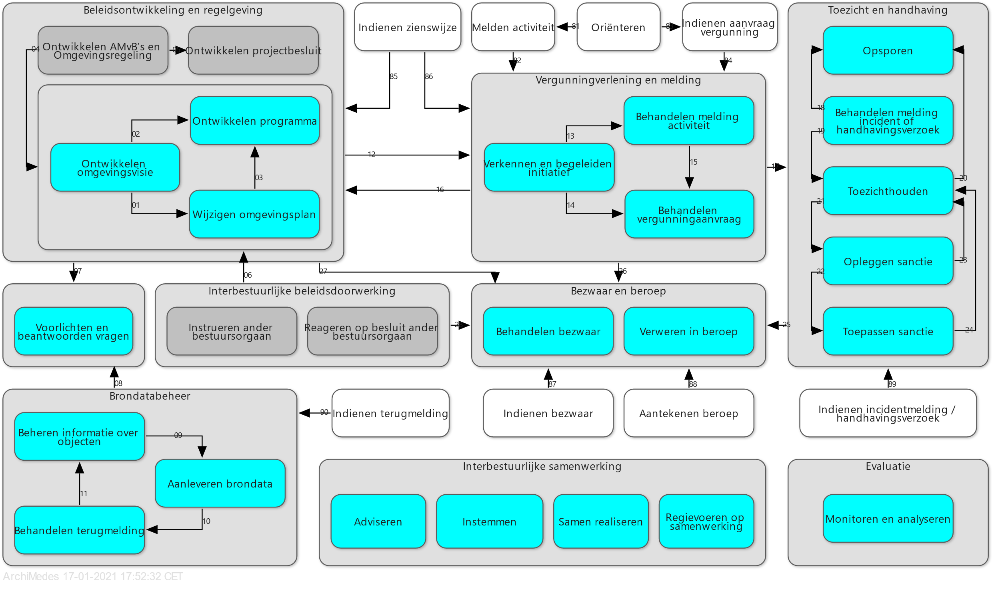 Beleidsontwikkeling en regelgeving
Ontwikkelen AMvB's en
Omgevingsregeling
Ontwikkelen projectbesluit
04
05
Ontwikkelen programma
02
Ontwikkelen
omgevingsvisie
03
01
Wijzigen omgevingsplan
Indienen zienswijze
Melden activiteit
81
Oriënteren
83
Indienen aanvraag
vergunning
85
86
82
84
12
16
Vergunningverlening en melding
Behandelen melding
activiteit
13
Verkennen en begeleiden
initiatief
15
14
Behandelen
vergunningaanvraag
17
Toezicht en handhaving
Opsporen
18
Behandelen melding
incident of
handhavingsverzoek
19
Toezichthouden
20
21
Opleggen sanctie
23
22
Toepassen sanctie
24
07
06
27
26
Voorlichten en
beantwoorden vragen
Interbestuurlijke beleidsdoorwerking
Instrueren ander
bestuursorgaan
Reageren op besluit ander
bestuursorgaan
28
Bezwaar en beroep
Behandelen bezwaar
Verweren in beroep
25
08
87
88
89
Brondatabeheer
Beheren informatie over
objecten
09
Aanleveren brondata
11
10
Behandelen terugmelding
90
Indienen terugmelding
Indienen bezwaar
Aantekenen beroep
Indienen incidentmelding /
handhavingsverzoek
Interbestuurlijke samenwerking
Adviseren
Instemmen
Samen realiseren
Regievoeren op
samenwerking
Evaluatie
Monitoren en analyseren
ArchiMedes 17-01-2021 17:52:32 CET